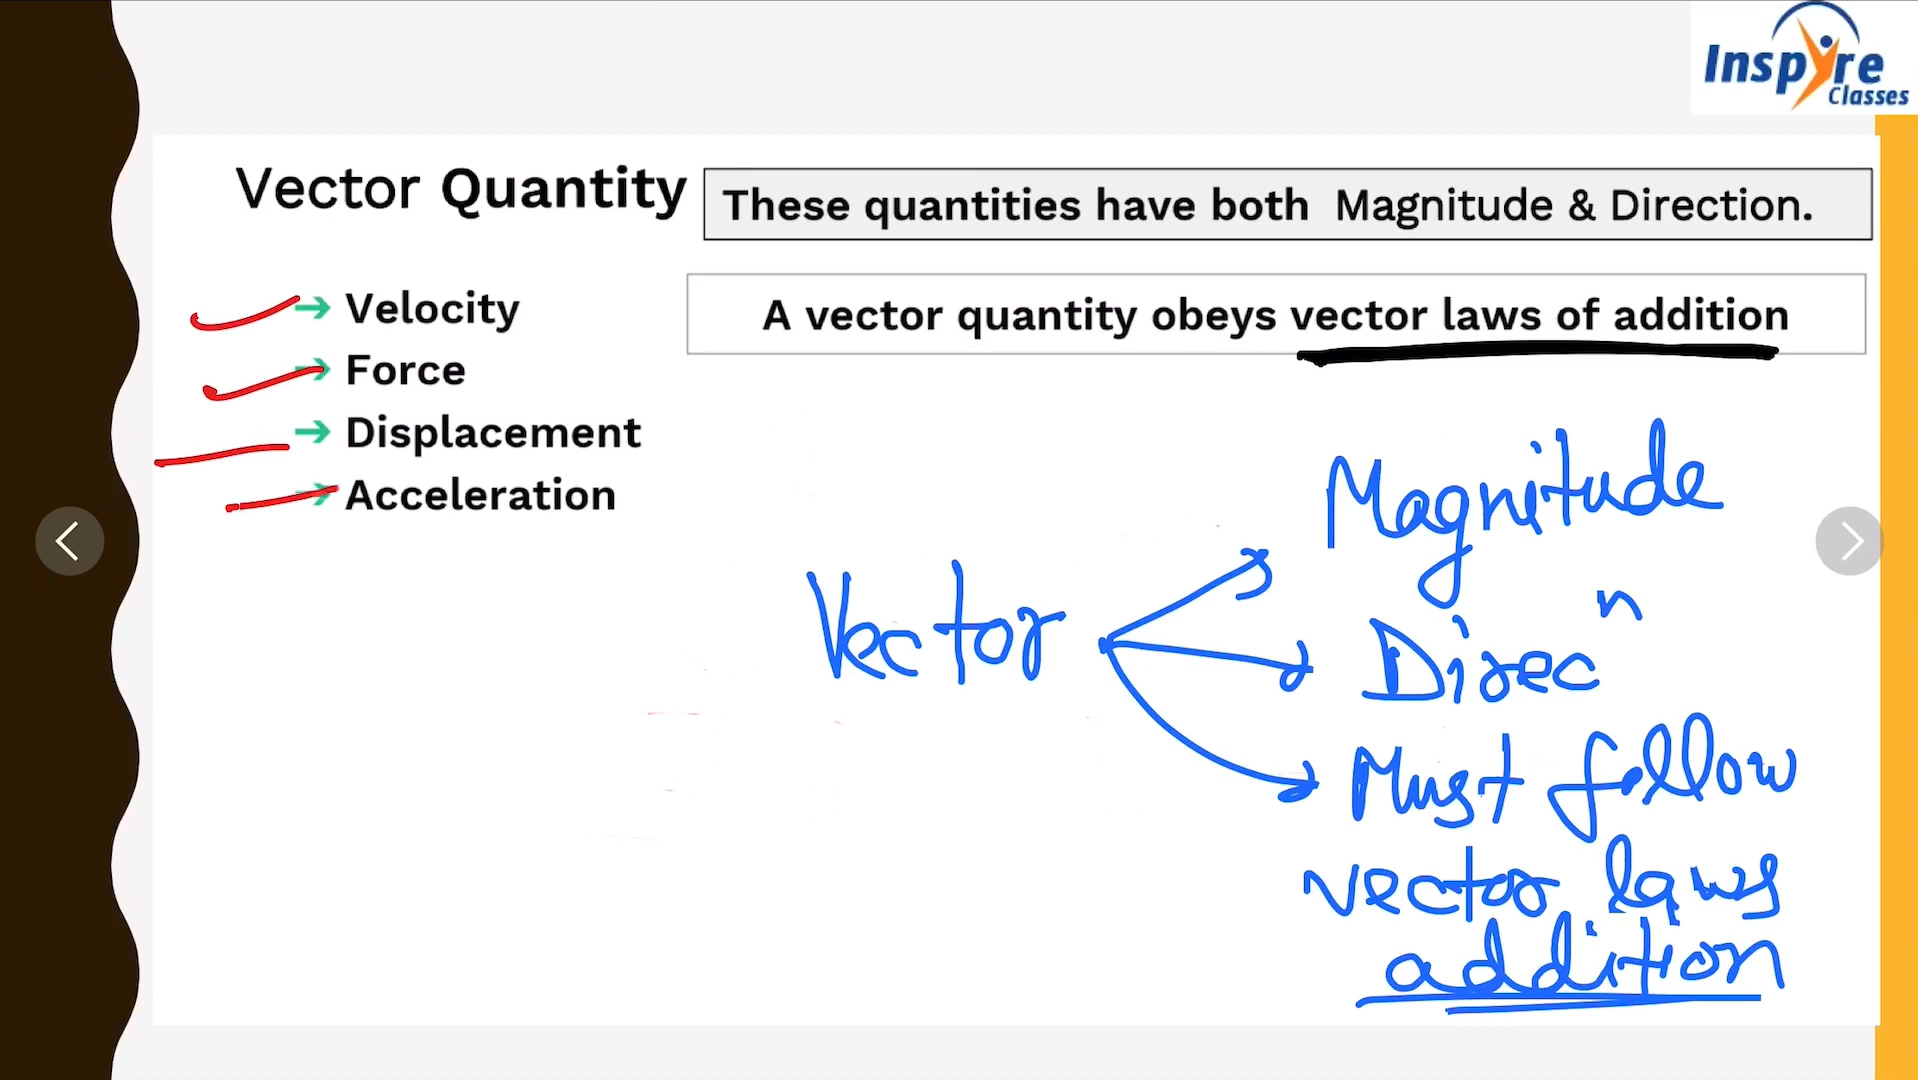 Inspyre
Classes
Vector Quantity
These quantities have both Magnitude & Direction.
Velocity
A vector quantity obeys vector laws of addition
Force
Displacement
Acceleration
Magnitude
Vector
Direcⁿ
Must follow
vector laws
addition